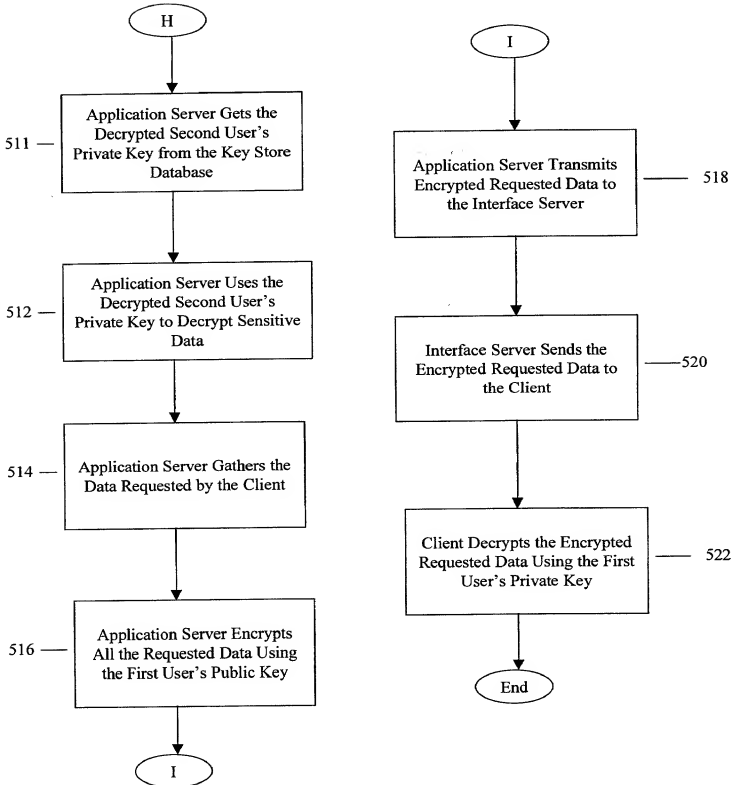 H
511
Application Server Gets the
Decrypted Second User's
Private Key from the Key Store
Database
512
Application Server Uses the
Decrypted Second User's
Private Key to Decrypt Sensitive
Data
514
Application Server Gathers the
Data Requested by the Client
516
Application Server Encrypts
All the Requested Data Using
the First User's Public Key
I
I
Application Server Transmits
Encrypted Requested Data to
the Interface Server
518
Interface Server Sends the
Encrypted Requested Data to
the Client
520
Client Decrypts the Encrypted
Requested Data Using the First
User's Private Key
522
End